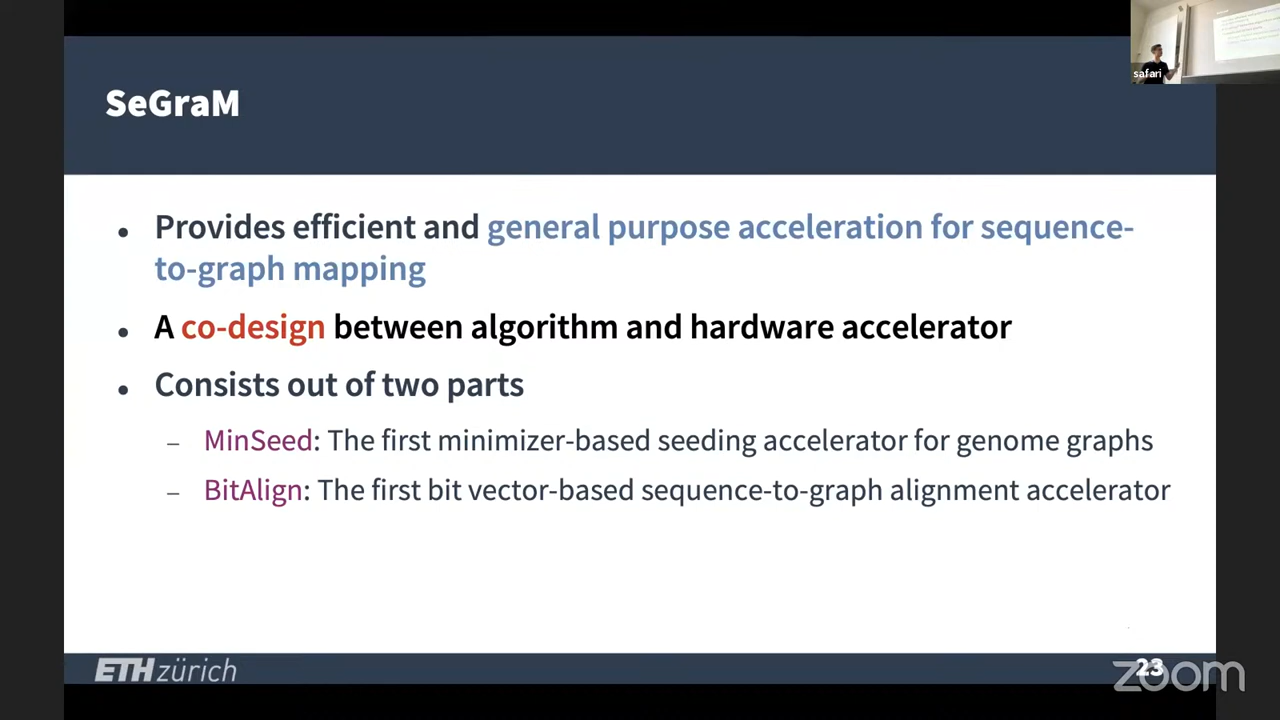 safari
SeGraM
• Provides efficient and general purpose acceleration for sequence-
to-graph mapping
• A co-design between algorithm and hardware accelerator
• Consists out of two parts
– MinSeed: The first minimizer-based seeding accelerator for genome graphs
– BitAlign: The first bit vector-based sequence-to-graph alignment accelerator
ETH zürich
23
zoom